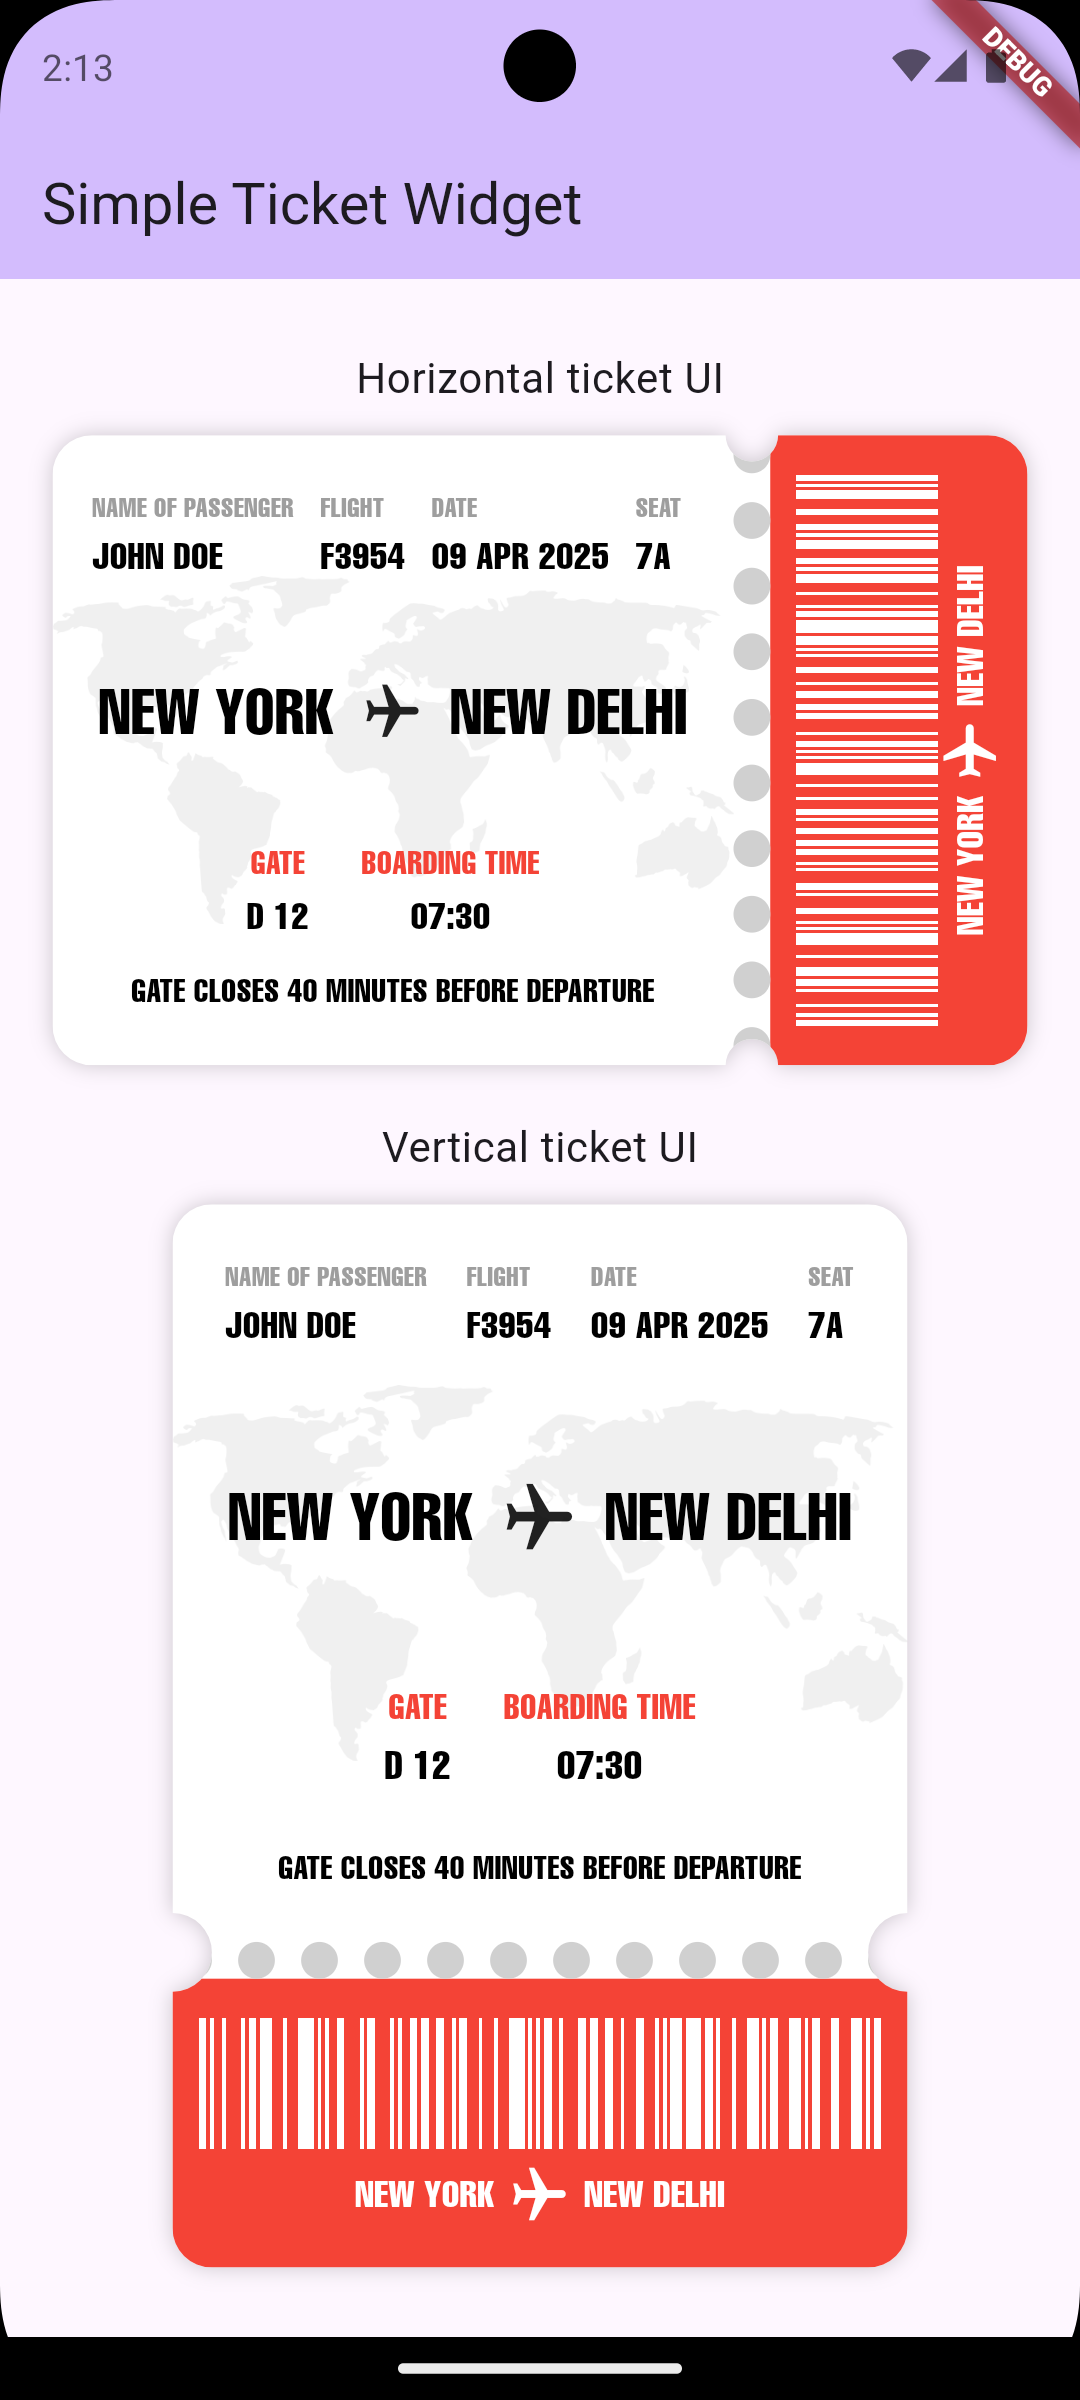 2:13
DEBUG
Simple Ticket Widget
Horizontal ticket UI
NAME OF PASSENGER FLIGHT DATE SEAT
JOHN DOE F3954 09 APR 2025 7A
NEW YORK NEW DELHI
GATE BOARDING TIME
D 12 07:30
GATE CLOSES 40 MINUTES BEFORE DEPARTURE
NEW YORK NEW DELHI
Vertical ticket UI
NAME OF PASSENGER FLIGHT DATE SEAT
JOHN DOE F3954 09 APR 2025 7A
NEW YORK NEW DELHI
GATE BOARDING TIME
D 12 07:30
GATE CLOSES 40 MINUTES BEFORE DEPARTURE
NEW YORK NEW DELHI